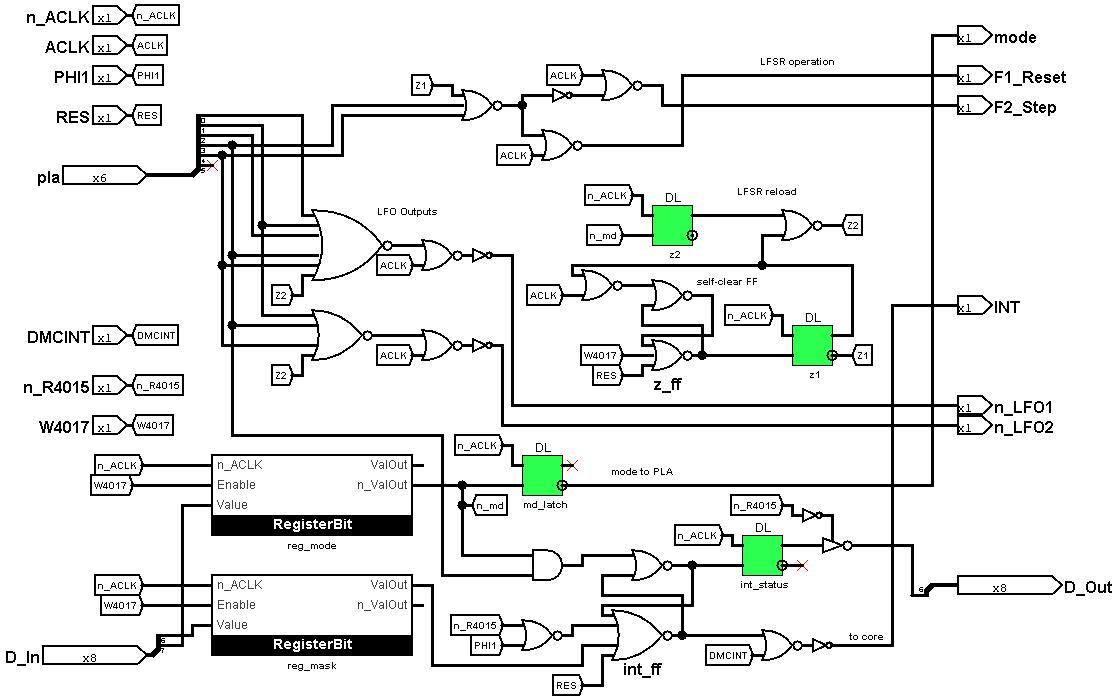 n_ACLK x1 n_ACLK
ACLK x1 ACLK
PHI1 x1 PHI1
RES x1 RES
pla x6
0
1
2
3
4
5
Z1
ACLK
ACLK
LFSR operation
x1 mode
x1 F1_Reset
x1 F2_Step
LFO Outputs
ACLK
Z2
ACLK
Z2
n_ACLK
n_md
DL
z2
LFSR reload
Z2
ACLK
self-clear FF
W4017
RES
z_ff
n_ACLK
DL
z1
Z1
x1 INT
x1 n_LFO1
x1 n_LFO2
DMCINT x1 DMCINT
n_R4015 x1 n_R4015
W4017 x1 W4017
n_ACLK
W4017
n_ACLK ValOut
Enable n_ValOut
Value
RegisterBit
reg_mode
n_ACLK
DL
md_latch
mode to PLA
n_md
n_R4015
n_ACLK
DL
int_status
6
x8 D_Out
n_ACLK
W4017
n_ACLK ValOut
Enable n_ValOut
Value
RegisterBit
reg_mask
D_In x8
6
7
n_R4015
PHI1
RES
int_ff
DMCINT
to core